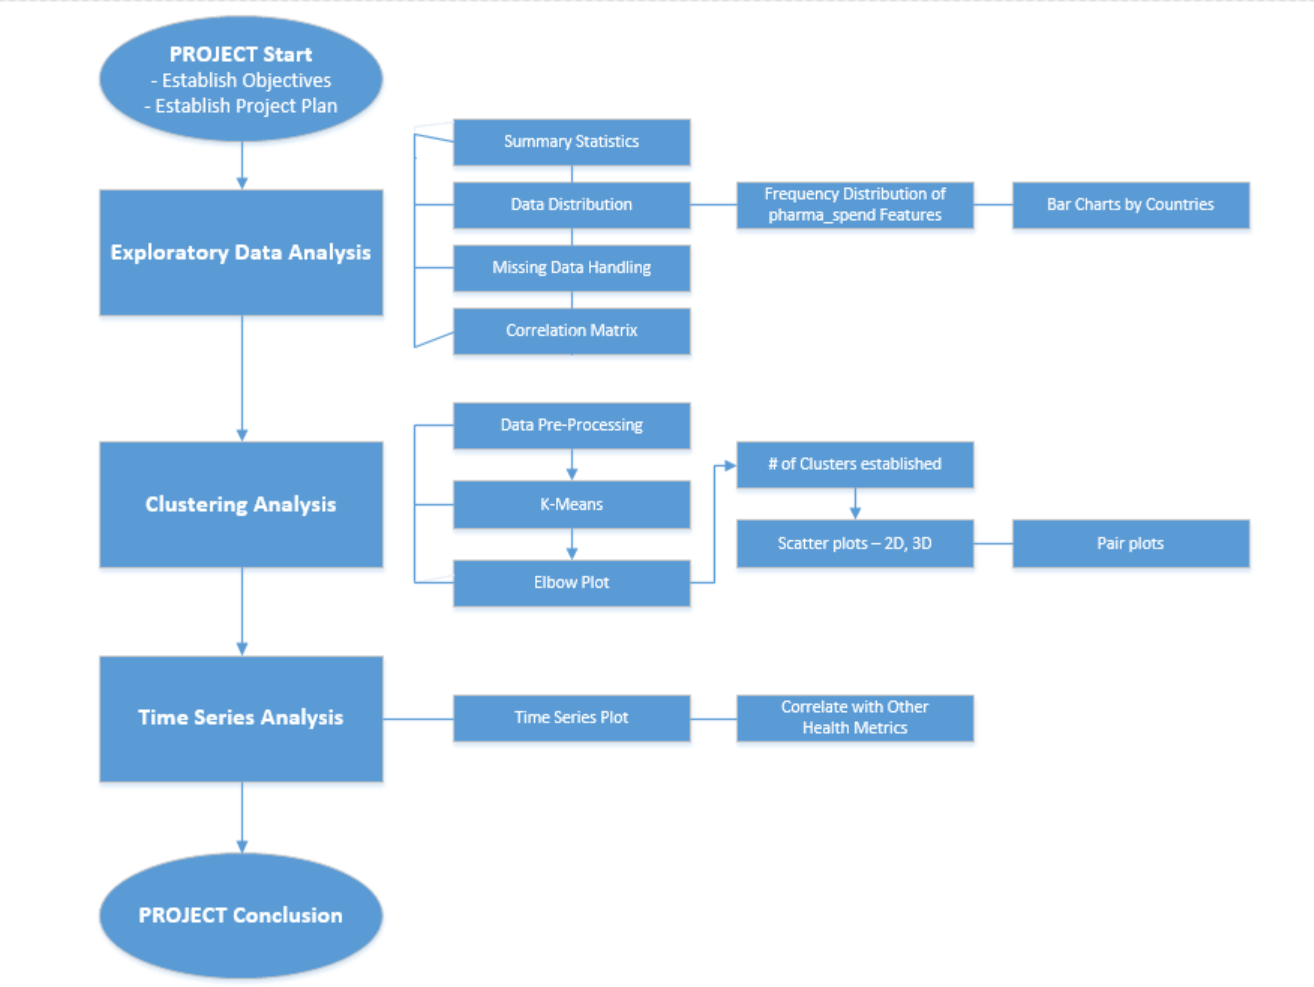 PROJECT Start
- Establish Objectives
- Establish Project Plan
Exploratory Data Analysis
Summary Statistics
Data Distribution
Frequency Distribution of
pharma_spend Features
Bar Charts by Countries
Missing Data Handling
Correlation Matrix
Clustering Analysis
Data Pre-Processing
K-Means
Elbow Plot
# of Clusters established
Scatter plots – 2D, 3D
Pair plots
Time Series Analysis
Time Series Plot
Correlate with Other
Health Metrics
PROJECT Conclusion